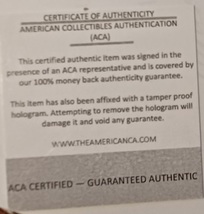 CERTIFICATE OF AUTHENTICITY
AMERICAN COLLECTIBLES AUTHENTICATION
(ACA)
This certified authentic item was signed in the
presence of an ACA representative and is covered by
our 100% money back authenticity guarantee.
This item has also been affixed with a tamper proof
hologram. Attempting to remove the hologram will
damage it and void any guarantee.
WWW.THEAMERICANCA.COM
ACA CERTIFIED — GUARANTEED AUTHENTIC